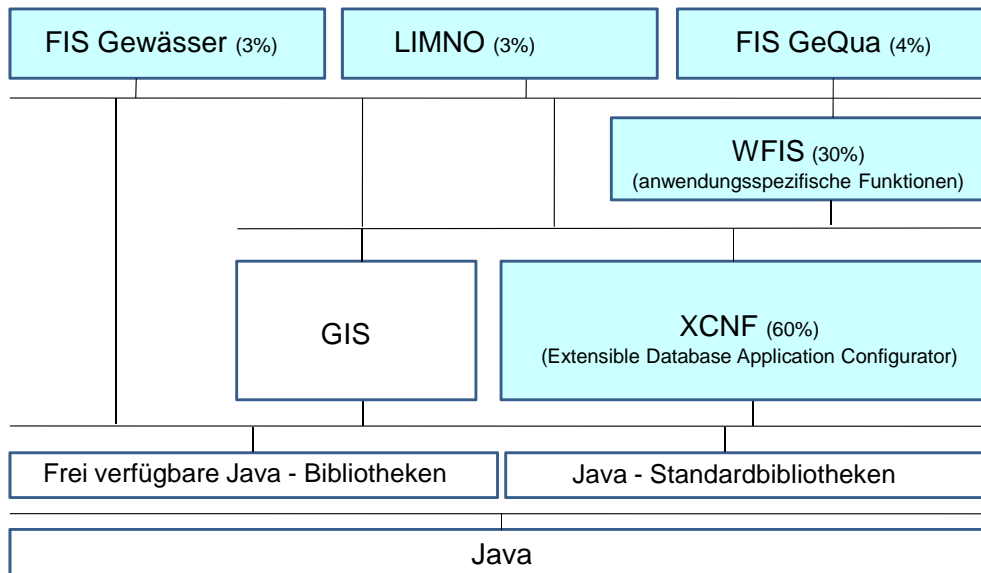 FIS Gewässer (3%)
LIMNO (3%)
FIS GeQua (4%)
WFIS (30%)
(anwendungsspezifische Funktionen)
GIS
XCNF (60%)
(Extensible Database Application Configurator)
Frei verfügbare Java - Bibliotheken
Java - Standardbibliotheken
Java